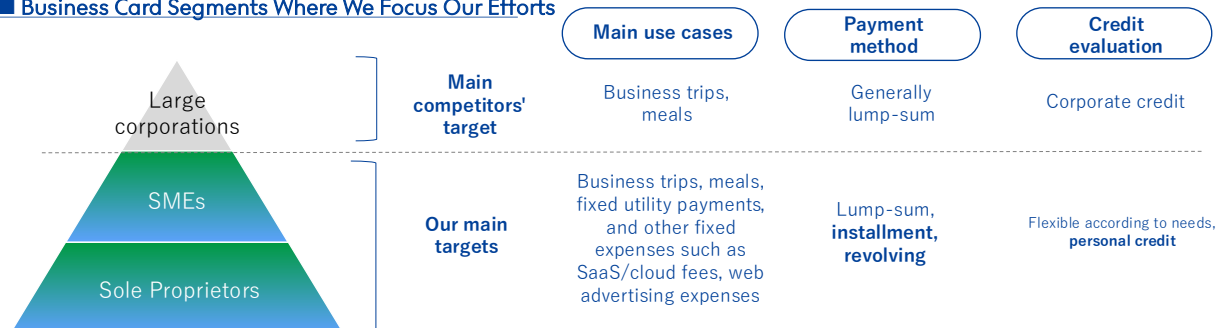 ■ Business Card Segments Where We Focus Our Efforts
Main use cases
Payment
method
Credit
evaluation
Large
corporations
Main
competitors'
target
Business trips,
meals
Generally
lump-sum
Corporate credit
SMEs
Sole Proprietors
Our main
targets
Business trips, meals,
fixed utility payments,
and other fixed
expenses such as
SaaS/cloud fees, web
advertising expenses
Lump-sum,
installment,
revolving
Flexible according to needs,
personal credit